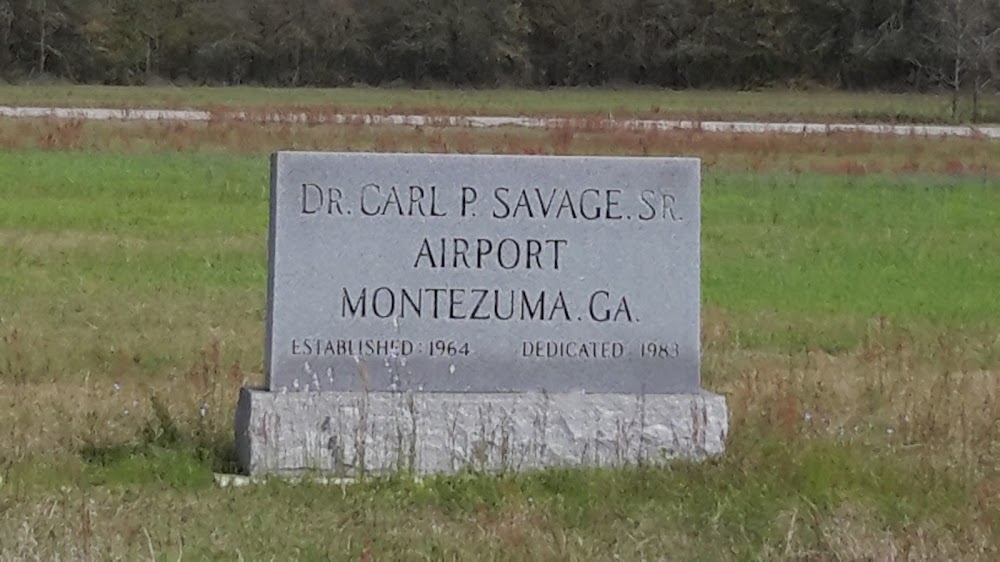 DR. CARL P. SAVAGE. SR.
AIRPORT
MONTEZUMA. GA.
ESTABLISHED : 1964 DEDICATED 1983